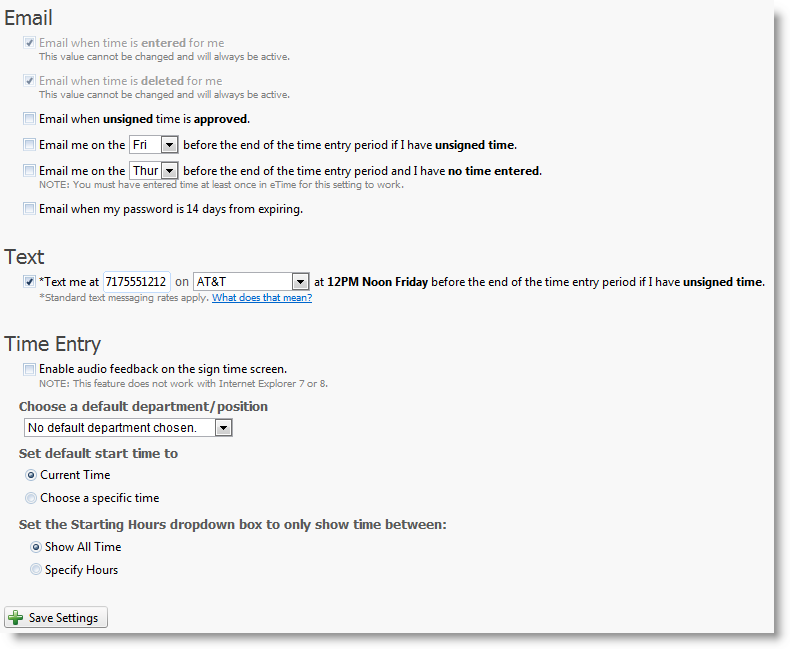 Email
Email when time is entered for me
This value cannot be changed and will always be active.
Email when time is deleted for me
This value cannot be changed and will always be active.
Email when unsigned time is approved.
Email me on the Fri before the end of the time entry period if I have unsigned time.
Email me on the Thur before the end of the time entry period and I have no time entered.
NOTE: You must have entered time at least once in eTime for this setting to work.
Email when my password is 14 days from expiring.
Text
*Text me at 7175551212 on AT&T at 12PM Noon Friday before the end of the time entry period if I have unsigned time.
*Standard text messaging rates apply. What does that mean?
Time Entry
Enable audio feedback on the sign time screen.
NOTE: This feature does not work with Internet Explorer 7 or 8.
Choose a default department/position
No default department chosen.
Set default start time to
Current Time
Choose a specific time
Set the Starting Hours dropdown box to only show time between:
Show All Time
Specify Hours
Save Settings